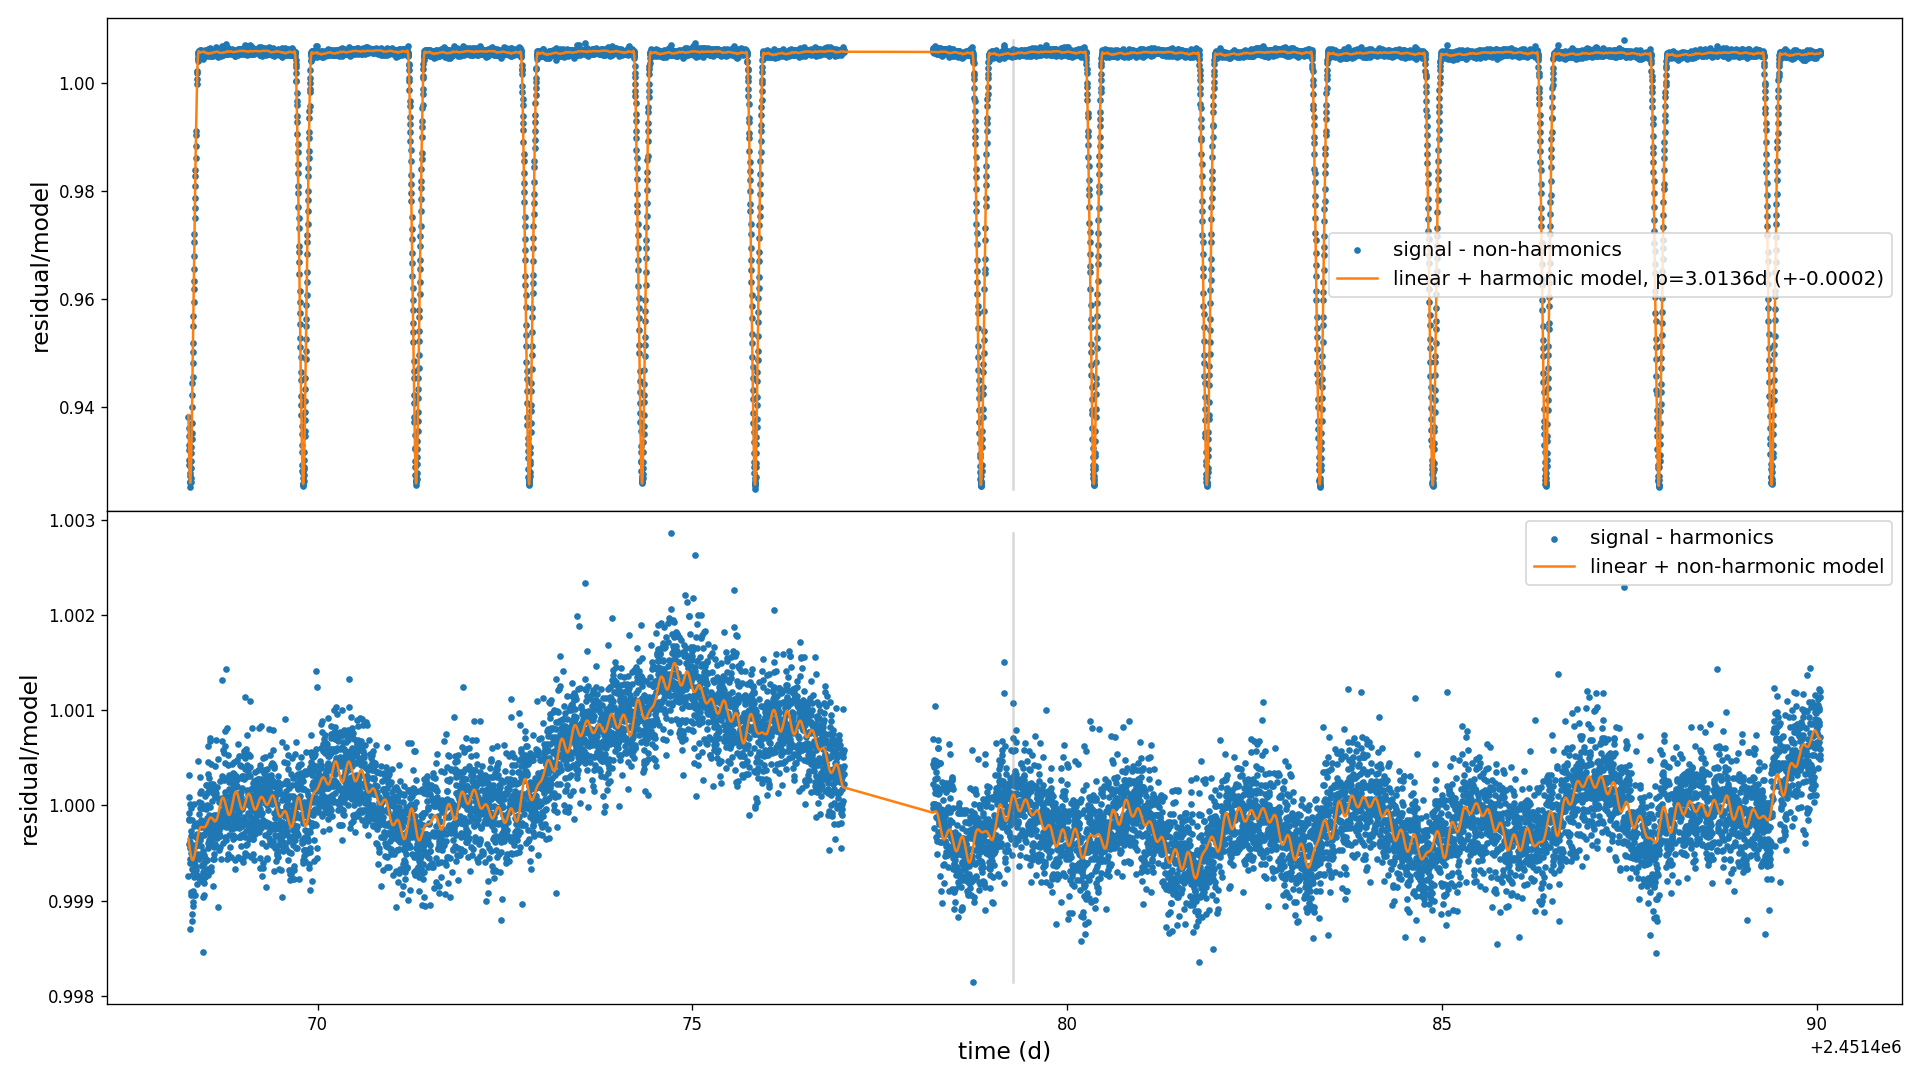 1.00
0.98
0.96
0.94
residual/model
signal - non-harmonics
linear + harmonic model, p=3.0136d (+-0.0002)
1.003
1.002
1.001
1.000
0.999
0.998
residual/model
signal - harmonics
linear + non-harmonic model
70
75
80
85
90
time (d)
+2.4514e6